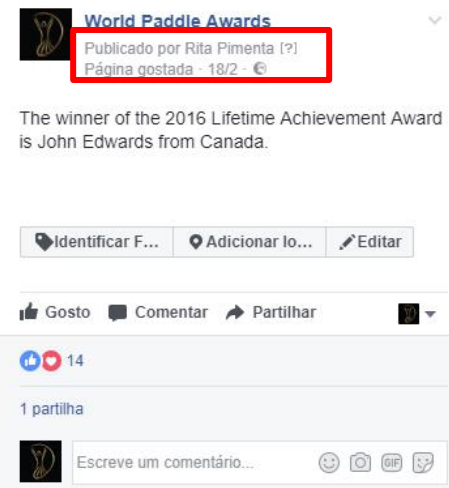 World Paddle Awards
Publicado por Rita Pimenta [?]
Página gostada · 18/2 ·
The winner of the 2016 Lifetime Achievement Award
is John Edwards from Canada.
Identificar F... Adicionar lo... Editar
Gosto Comentar Partilhar
14
1 partilha
Escreve um comentário... GIF